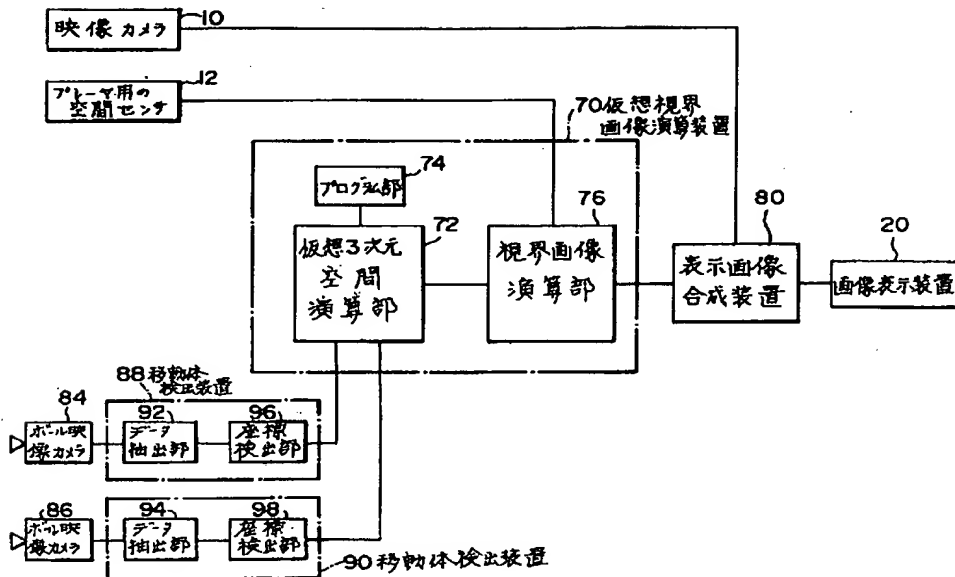 10
映像カメラ
12
プレーヤ用の
空間センサ
70仮想視界
画像演算装置
74
プログラム部
72
仮想3次元
空間
演算部
76
視界画像
演算部
80
表示画像
合成装置
20
画像表示装置
88移動体
検出装置
84
ボール映
像カメラ
92
データ
抽出部
96
座標
検出部
86
ボール映
像カメラ
94
データ
抽出部
98
座標
検出部
90移動体検出装置